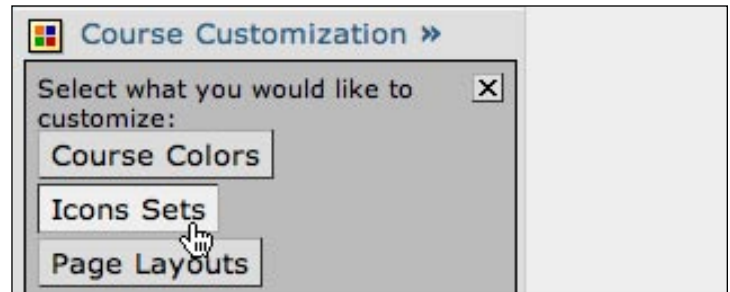 Course Customization »
Select what you would like to
customize:
Course Colors
Icons Sets
Page Layouts